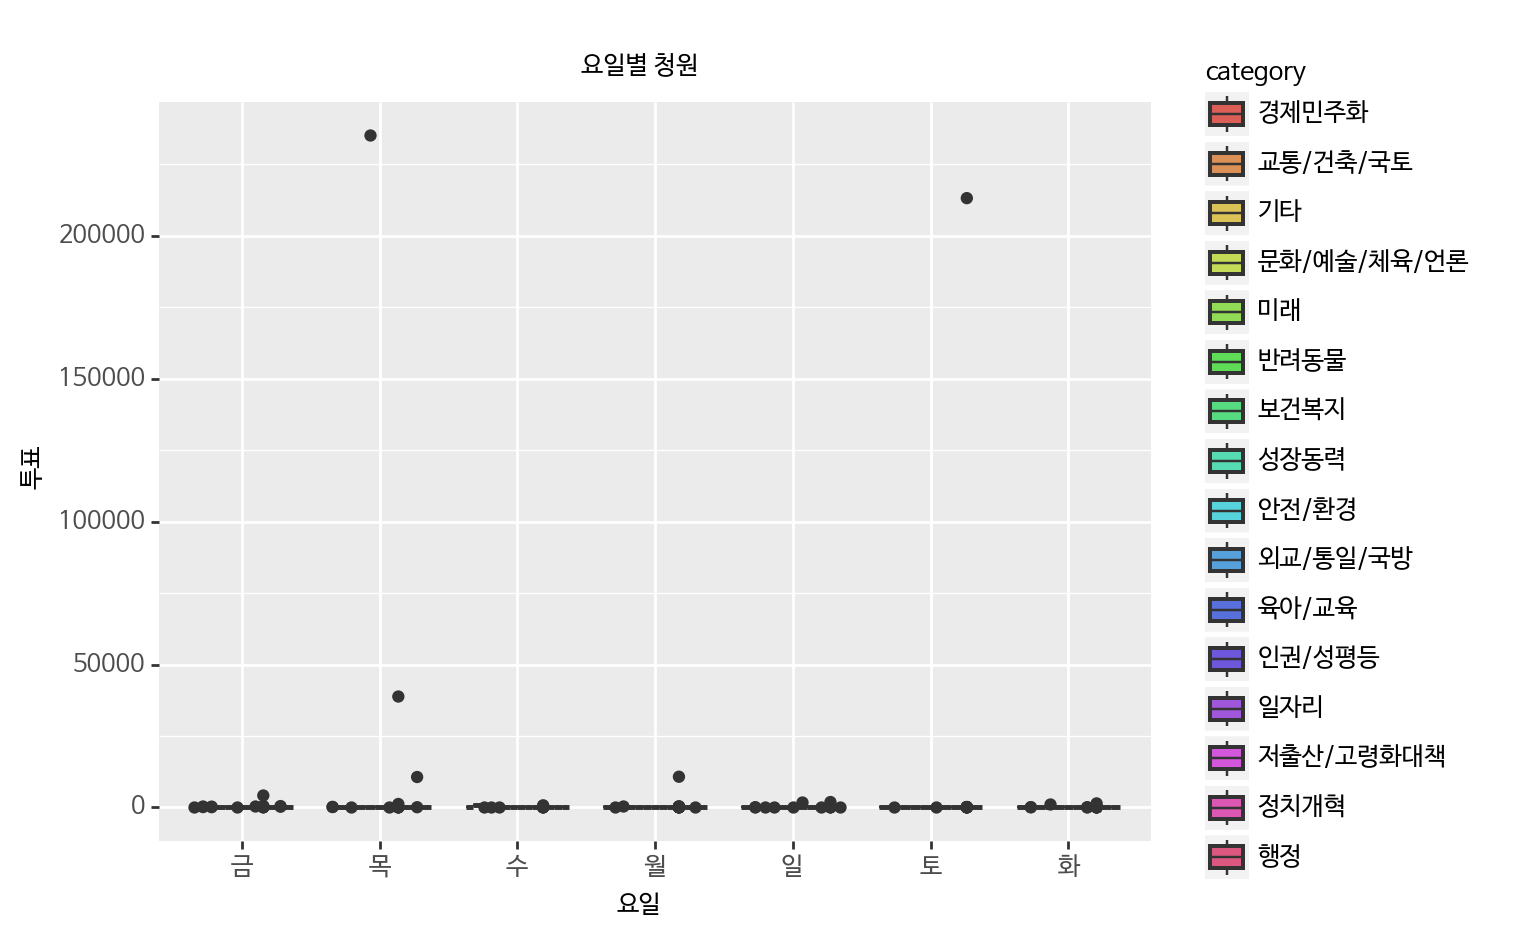 요일별 청원
투표
200000
150000
100000
50000
0
금 목 수 월 일 토 화
요일
category
경제민주화
교통/건축/국토
기타
문화/예술/체육/언론
미래
반려동물
보건복지
성장동력
안전/환경
외교/통일/국방
육아/교육
인권/성평등
일자리
저출산/고령화대책
정치개혁
행정